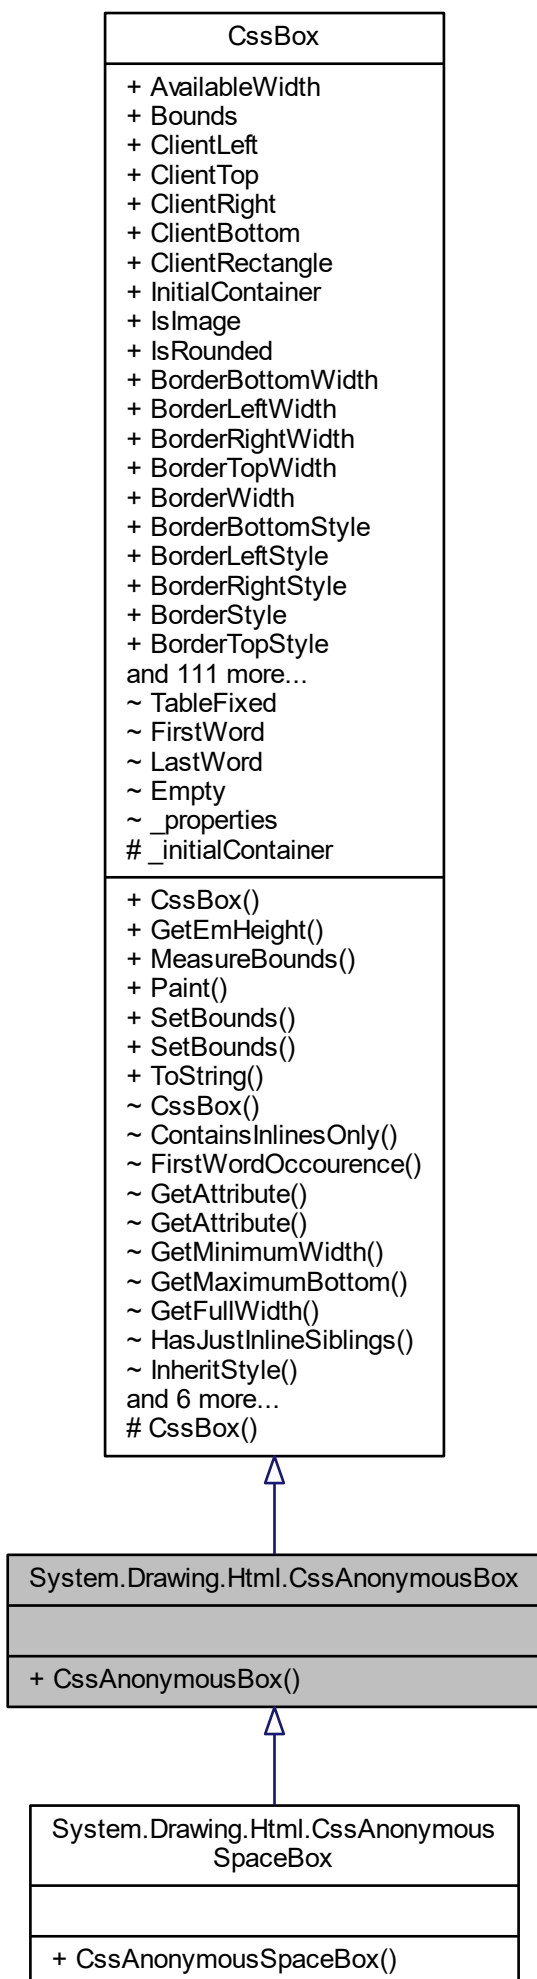 CssBox
+ AvailableWidth
+ Bounds
+ ClientLeft
+ ClientTop
+ ClientRight
+ ClientBottom
+ ClientRectangle
+ InitialContainer
+ IsImage
+ IsRounded
+ BorderBottomWidth
+ BorderLeftWidth
+ BorderRightWidth
+ BorderTopWidth
+ BorderWidth
+ BorderBottomStyle
+ BorderLeftStyle
+ BorderRightStyle
+ BorderStyle
+ BorderTopStyle
and 111 more...
~ TableFixed
~ FirstWord
~ LastWord
~ Empty
~ _properties
# _initialContainer
+ CssBox()
+ GetEmHeight()
+ MeasureBounds()
+ Paint()
+ SetBounds()
+ SetBounds()
+ ToString()
~ CssBox()
~ ContainsInlinesOnly()
~ FirstWordOccourence()
~ GetAttribute()
~ GetAttribute()
~ GetMinimumWidth()
~ GetMaximumBottom()
~ GetFullWidth()
~ HasJustInlineSiblings()
~ InheritStyle()
and 6 more...
# CssBox()
System.Drawing.Html.CssAnonymousBox
+ CssAnonymousBox()
System.Drawing.Html.CssAnonymous
SpaceBox
+ CssAnonymousSpaceBox()